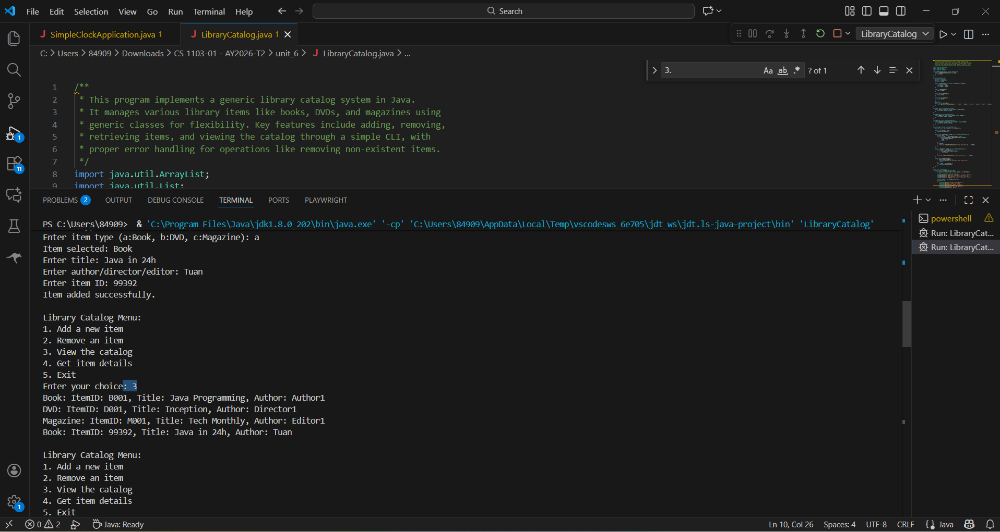 File Edit Selection View Go Run Terminal Help Search
SimpleClockApplication.java 1 LibraryCatalog.java 1 LibraryCatalog
C: > Users > 84909 > Downloads > CS 1103-01 - AY2026-T2 > unit_6 > LibraryCatalog.java > ...
3. Aa ab .* ? of 1
1 /**
2 * This program implements a generic library catalog system in Java.
3 * It manages various library items like books, DVDs, and magazines using
4 * generic classes for flexibility. Key features include adding, removing,
5 * retrieving items, and viewing the catalog through a simple CLI, with
6 * proper error handling for operations like removing non-existent items.
7 */
8 import java.util.ArrayList;
9 import java.util.List;
PROBLEMS 2 OUTPUT DEBUG CONSOLE TERMINAL PORTS PLAYWRIGHT
PS C:\Users\84909> & 'C:\Program Files\Java\jdk1.8.0_202\bin\java.exe' '-cp' 'C:\Users\84909\AppData\Local\Temp\vscodesws_6e705\jdt_ws\jdt.ls-java-project\bin' 'LibraryCatalog'
Enter item type (a:Book, b:DVD, c:Magazine): a
Item selected: Book
Enter title: Java in 24h
Enter author/director/editor: Tuan
Enter item ID: 99392
Item added successfully.
Library Catalog Menu:
1. Add a new item
2. Remove an item
3. View the catalog
4. Get item details
5. Exit
Enter your choice: 3
Book: ItemID: B001, Title: Java Programming, Author: Author1
DVD: ItemID: D001, Title: Inception, Author: Director1
Magazine: ItemID: M001, Title: Tech Monthly, Author: Editor1
Book: ItemID: 99392, Title: Java in 24h, Author: Tuan
Library Catalog Menu:
1. Add a new item
2. Remove an item
3. View the catalog
4. Get item details
5. Exit
powershell
Run: LibraryCat...
Run: LibraryCat...
1
11
1
0 2 Java: Ready Ln 10, Col 26 Spaces: 4 UTF-8 CRLF Java